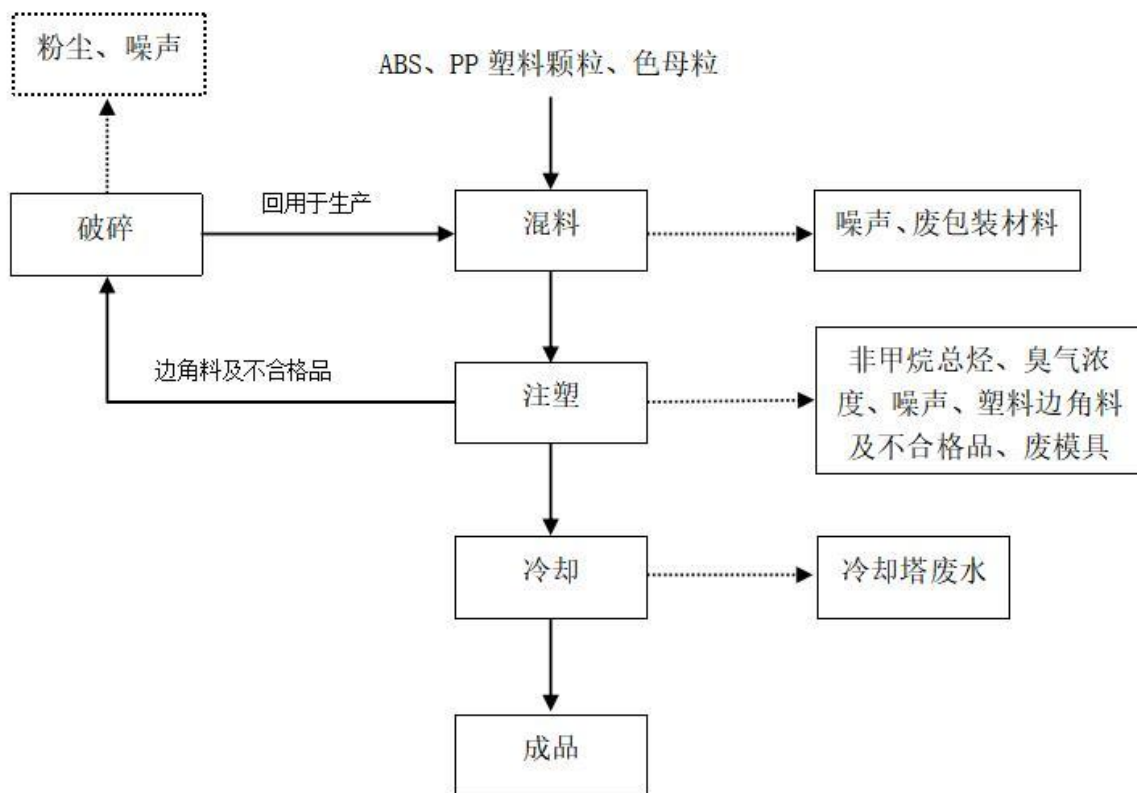 粉尘、噪声
ABS、PP 塑料颗粒、色母粒
破碎
回用于生产
混料
噪声、废包装材料
边角料及不合格品
注塑
非甲烷总烃、臭气浓
度、噪声、塑料边角料
及不合格品、废模具
冷却
冷却塔废水
成品